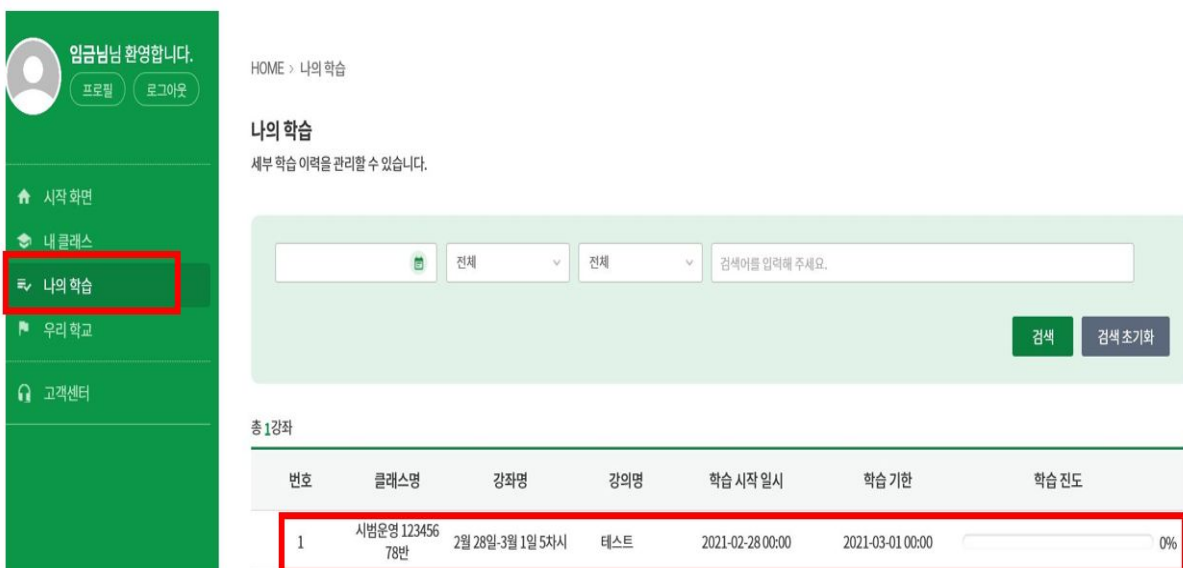 임금님님 환영합니다.
프로필 로그아웃
시작 화면
내 클래스
나의 학습
우리 학교
고객센터
HOME > 나의 학습
나의 학습
세부 학습 이력을 관리할 수 있습니다.
전체 전체 검색어를 입력해 주세요.
검색 검색 초기화
총 1강좌
번호 클래스명 강좌명 강의명 학습 시작 일시 학습 기한 학습 진도
1 시범운영 123456 2월 28일-3월 1일 5차시 테스트 2021-02-28 00:00 2021-03-01 00:00 0%
78반